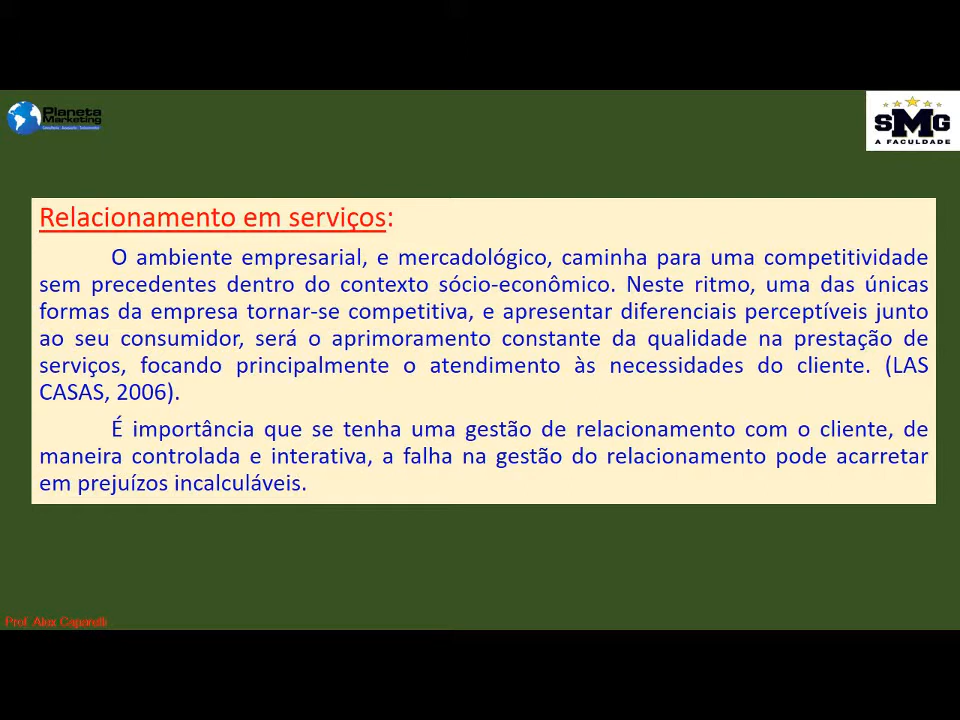 Planeta
Marketing
SMG
A FACULDADE
Relacionamento em serviços:
O ambiente empresarial, e mercadológico, caminha para uma competitividade
sem precedentes dentro do contexto sócio-econômico. Neste ritmo, uma das únicas
formas da empresa tornar-se competitiva, e apresentar diferenciais perceptíveis junto
ao seu consumidor, será o aprimoramento constante da qualidade na prestação de
serviços, focando principalmente o atendimento às necessidades do cliente. (LAS
CASAS, 2006).
É importância que se tenha uma gestão de relacionamento com o cliente, de
maneira controlada e interativa, a falha na gestão do relacionamento pode acarretar
em prejuízos incalculáveis.
Prof. Alex Caparelli